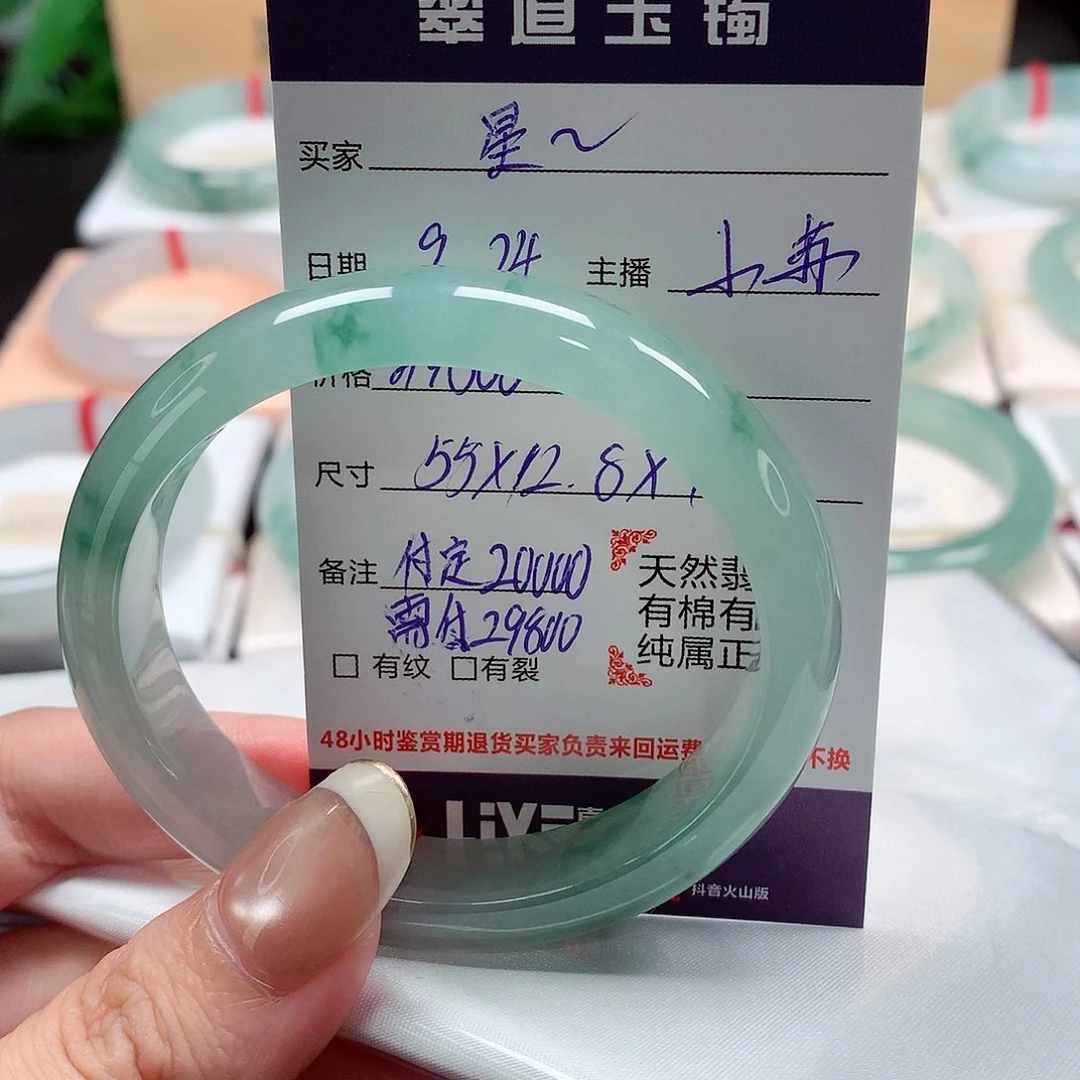 翠道玉镯
买家 星~
日期 9 24 主播 小燕
价格
尺寸 55X12.8X
备注 付定20000
需付29800
天然翡
有棉有
纯属正
□ 有纹 □有裂
48小时鉴赏期退货买家负责来回运费 不换
LiVE 直
抖音火山版